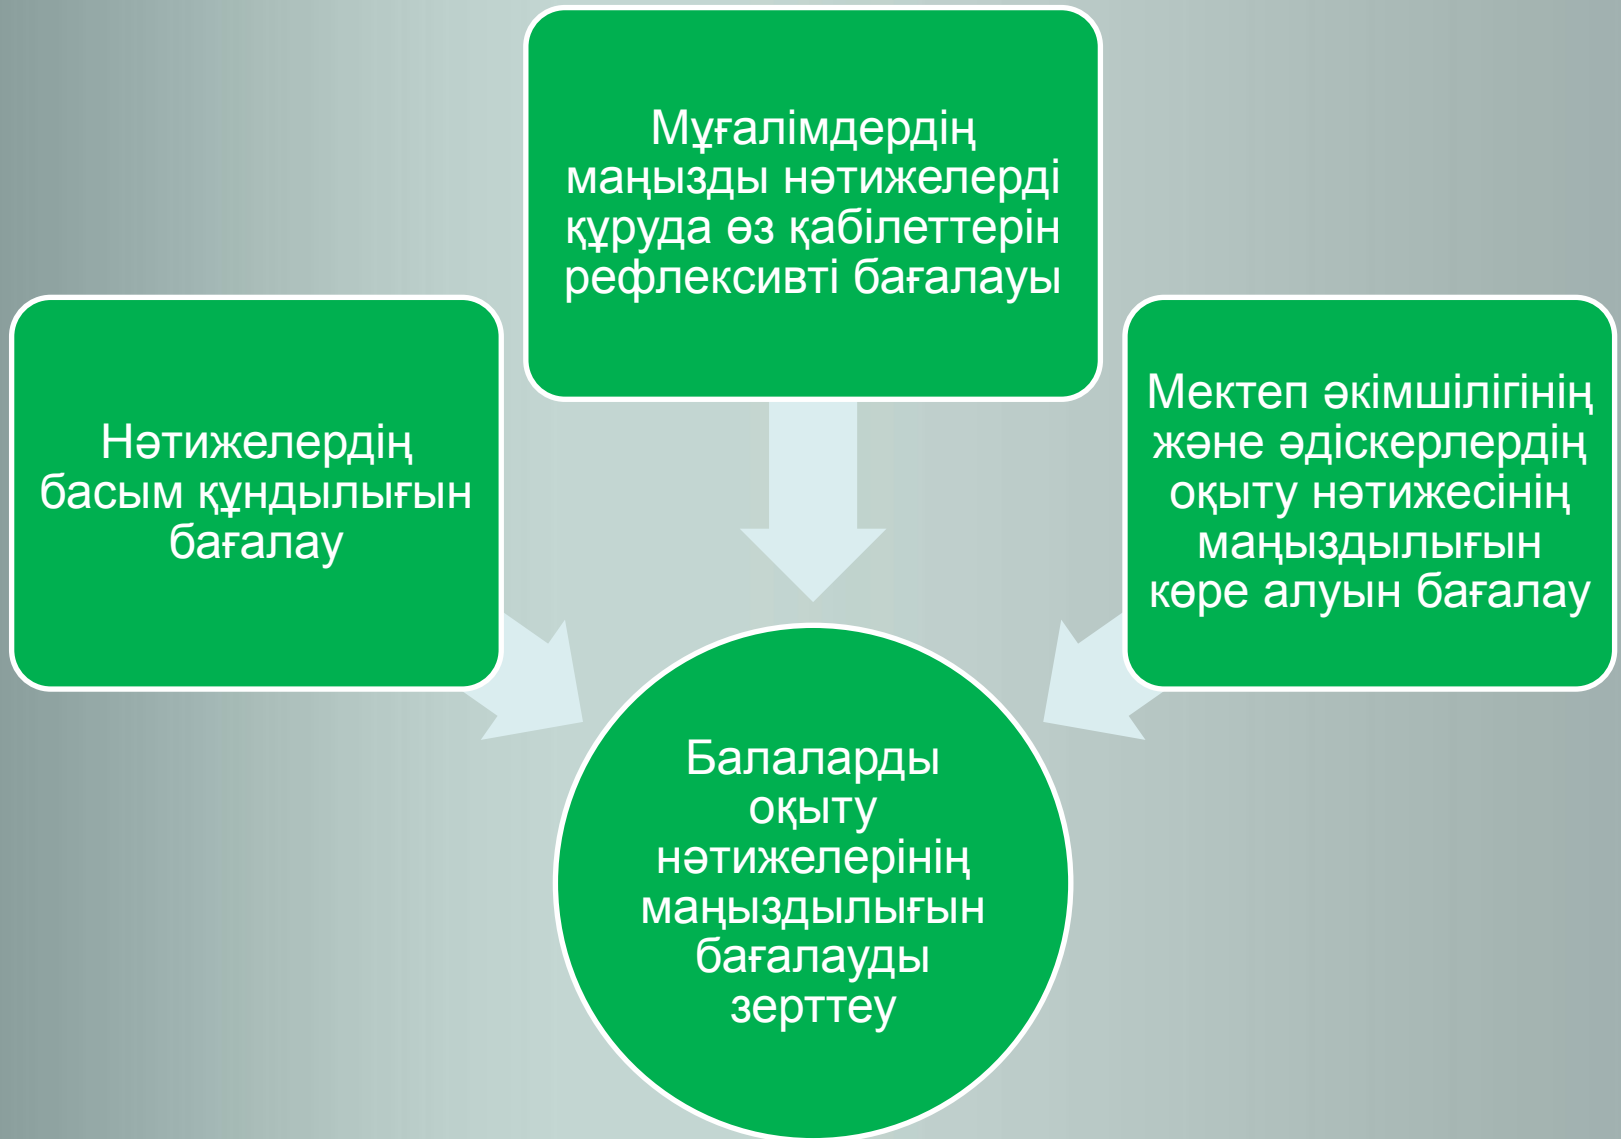 Мұғалімдердің
маңызды нәтижелерді
құруда өз қабілеттерін
рефлексивті бағалауы
Нәтижелердің
басым құндылығын
бағалау
Мектеп әкімшілігінің
және әдіскерлердің
оқыту нәтижесінің
маңыздылығын
көре алуын бағалау
Балаларды
оқыту
нәтижелерінің
маңыздылығын
бағалауды
зерттеу